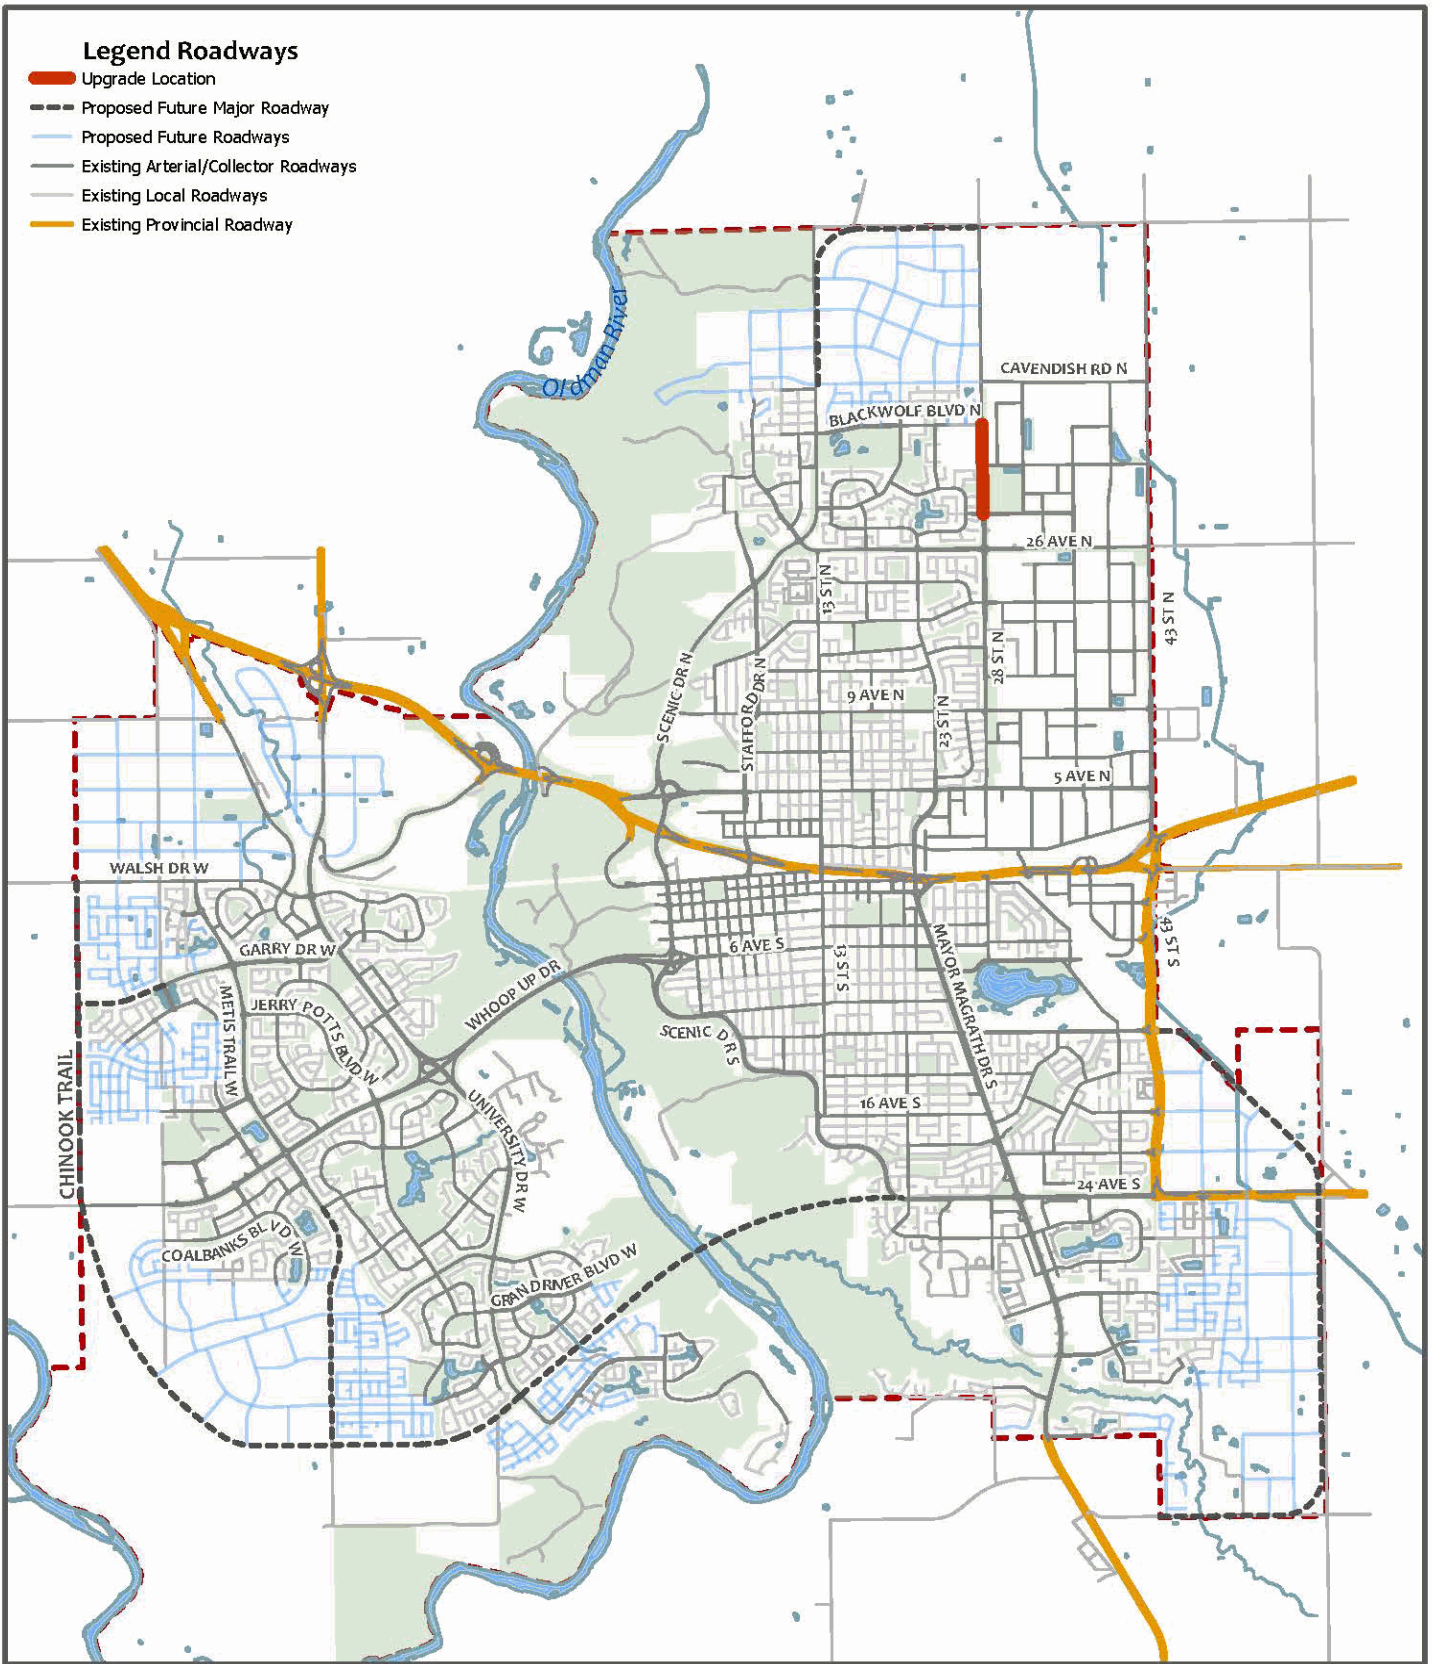 Legend Roadways
Upgrade Location
Proposed Future Major Roadway
Proposed Future Roadways
Existing Arterial/Collector Roadways
Existing Local Roadways
Existing Provincial Roadway
Oldman River
CAVENDISH RD N
BLACKWOLF BLVD N
26 AVE N
13 ST N
43 ST N
28 ST N
SCENIC DR N
STAFFORD DR N
9 AVE N
23 ST N
5 AVE N
WALSH DR W
GARRY DR W
6 AVE S
13 ST S
MAYOR MAGRATH DR S
43 ST S
WHOOP UP DR
METIS TRAIL W
JERRY POTTS BLVD W
SCENIC DR S
CHINOOK TRAIL
UNIVERSITY DR W
16 AVE S
24 AVE S
COALBANKS BLVD W
GRANDRIVER BLVD W